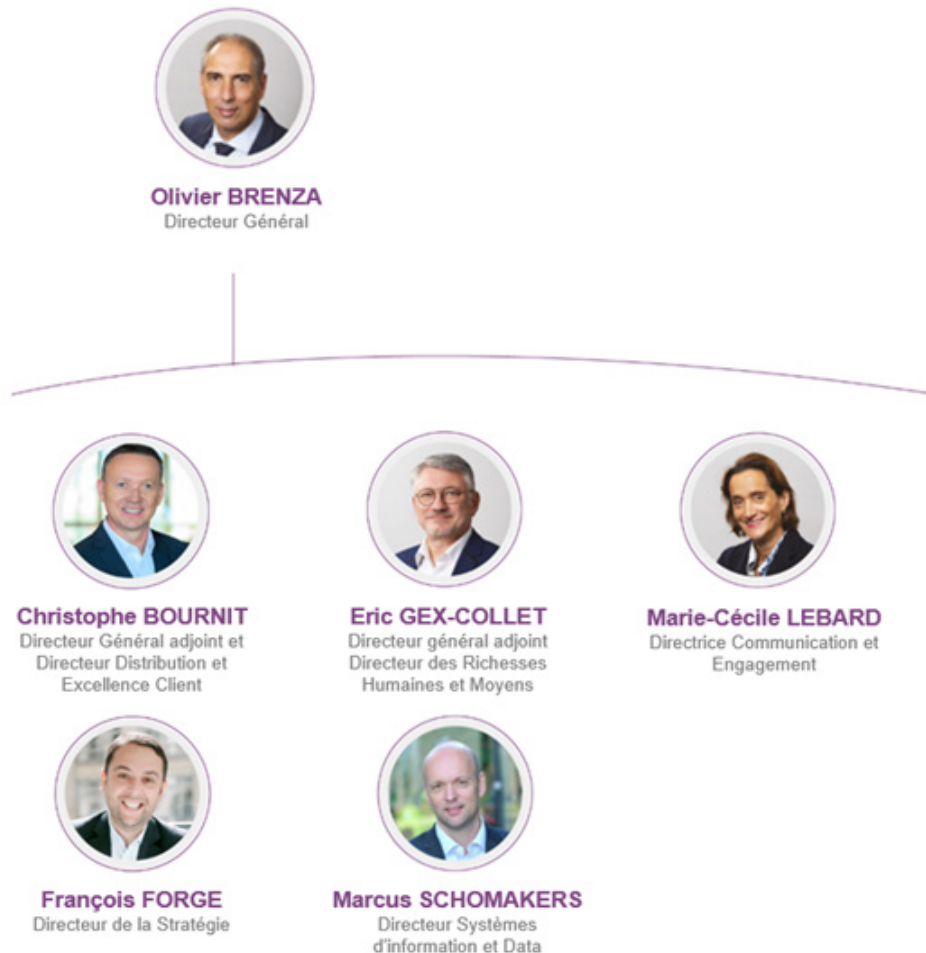 Olivier BRENZA
Directeur Général
Christophe BOURNIT
Directeur Général adjoint et
Directeur Distribution et
Excellence Client
Eric GEX-COLLET
Directeur général adjoint
Directeur des Richesses
Humaines et Moyens
Marie-Cécile LEBARD
Directrice Communication et
Engagement
François FORGE
Directeur de la Stratégie
Marcus SCHOMAKERS
Directeur Systèmes
d'information et Data